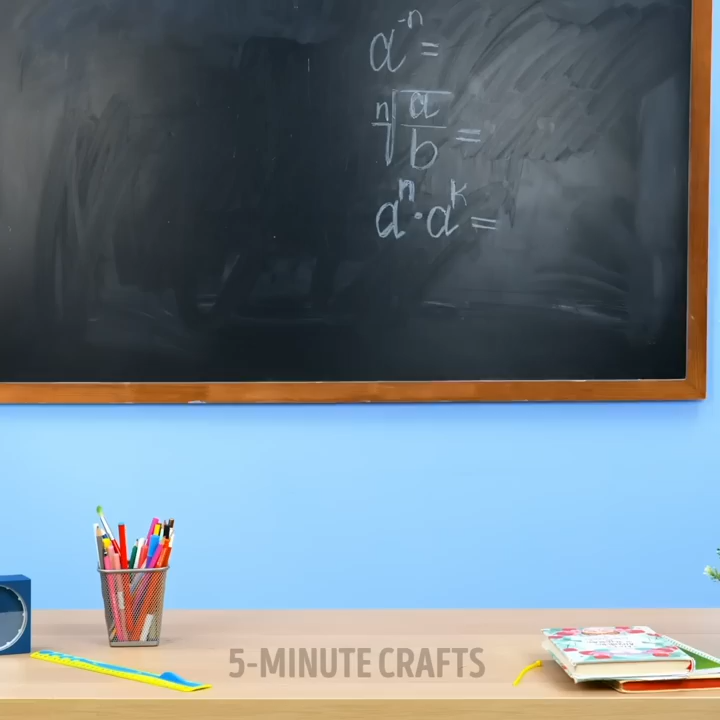 a⁻ⁿ =
ⁿ√(a/b) =
aⁿ · aᵏ =
5-MINUTE CRAFTS